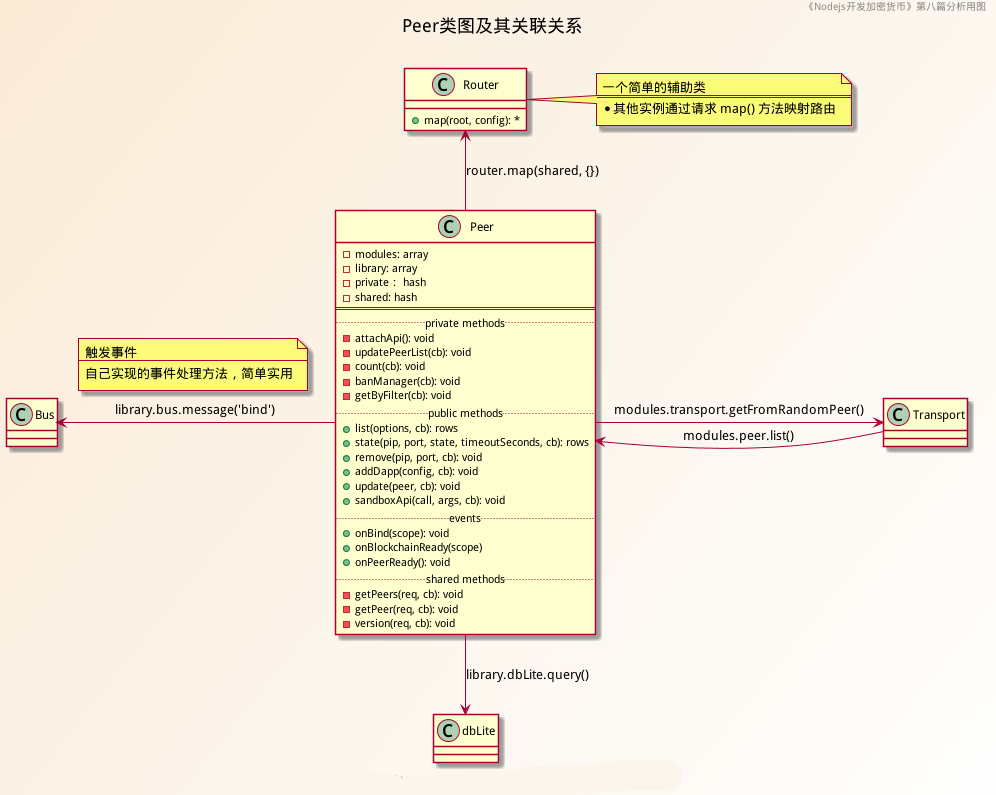 《Nodejs开发加密货币》第八篇分析用图
Peer类图及其关联关系
C Router
map(root, config): *
一个简单的辅助类
•其他实例通过请求 map() 方法映射路由
router.map(shared, {})
C Peer
modules: array
library: array
private : hash
shared: hash
private methods
attachApi(): void
updatePeerList(cb): void
count(cb): void
banManager(cb): void
getByFilter(cb): void
public methods
list(options, cb): rows
state(pip, port, state, timeoutSeconds, cb): rows
remove(pip, port, cb): void
addDapp(config, cb): void
update(peer, cb): void
sandboxApi(call, args, cb): void
events
onBind(scope): void
onBlockchainReady(scope)
onPeerReady(): void
shared methods
getPeers(req, cb): void
getPeer(req, cb): void
version(req, cb): void
触发事件
自己实现的事件处理方法，简单实用
C Bus
library.bus.message('bind')
modules.transport.getFromRandomPeer()
modules.peer.list()
C Transport
library.dbLite.query()
C dbLite